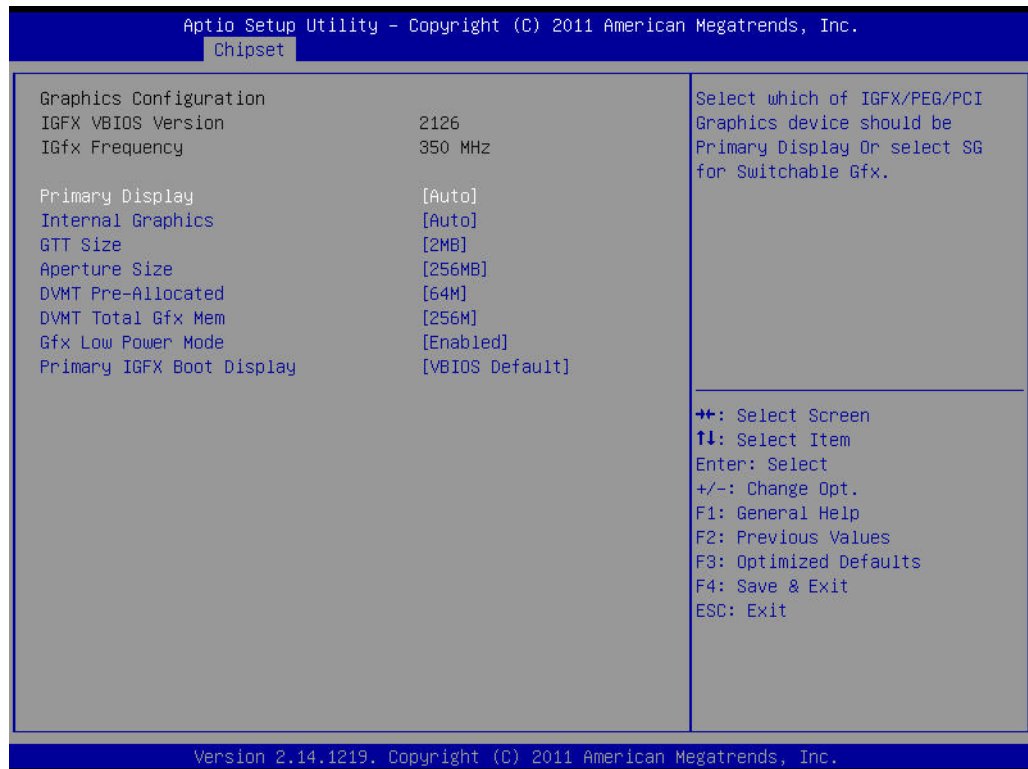 Aptio Setup Utility – Copyright (C) 2011 American Megatrends, Inc.
Chipset
Graphics Configuration
IGFX VBIOS Version 2126
IGfx Frequency 350 MHz
Primary Display [Auto]
Internal Graphics [Auto]
GTT Size [2MB]
Aperture Size [256MB]
DVMT Pre-Allocated [64M]
DVMT Total Gfx Mem [256M]
Gfx Low Power Mode [Enabled]
Primary IGFX Boot Display [VBIOS Default]
Select which of IGFX/PEG/PCI
Graphics device should be
Primary Display Or select SG
for Switchable Gfx.
→←: Select Screen
↑↓: Select Item
Enter: Select
+/-: Change Opt.
F1: General Help
F2: Previous Values
F3: Optimized Defaults
F4: Save & Exit
ESC: Exit
Version 2.14.1219. Copyright (C) 2011 American Megatrends, Inc.